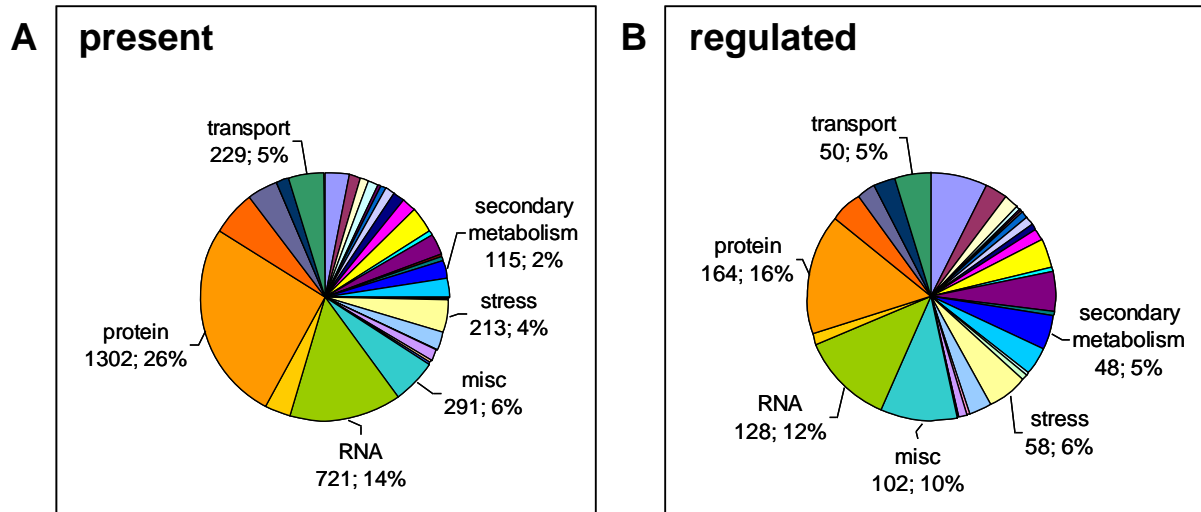 A present
transport
229; 5%
secondary
metabolism
115; 2%
stress
213; 4%
misc
291; 6%
RNA
721; 14%
protein
1302; 26%
B regulated
transport
50; 5%
protein
164; 16%
secondary
metabolism
48; 5%
stress
58; 6%
misc
102; 10%
RNA
128; 12%